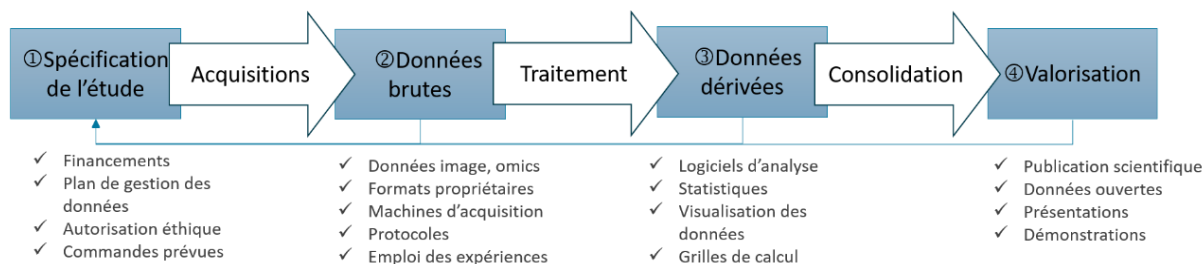 ①Spécification
de l'étude
Acquisitions
②Données
brutes
Traitement
③Données
dérivées
Consolidation
④Valorisation
✓ Financements
✓ Plan de gestion des
données
✓ Autorisation éthique
✓ Commandes prévues
✓ Données image, omics
✓ Formats propriétaires
✓ Machines d'acquisition
✓ Protocoles
✓ Emploi des expériences
✓ Logiciels d'analyse
✓ Statistiques
✓ Visualisation des
données
✓ Grilles de calcul
✓ Publication scientifique
✓ Données ouvertes
✓ Présentations
✓ Démonstrations